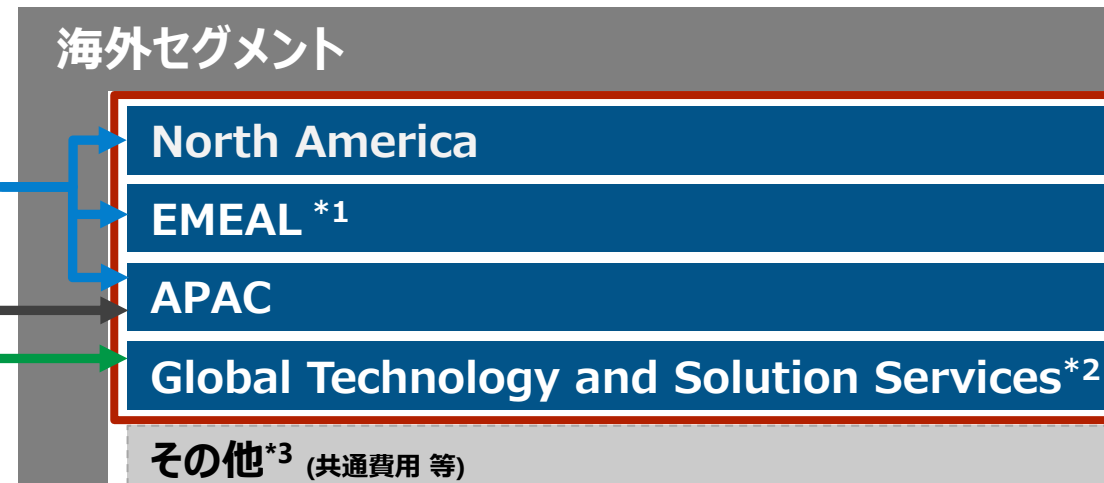 海外セグメント
North America
EMEAL *1
APAC
Global Technology and Solution Services*2
その他*3 (共通費用 等)